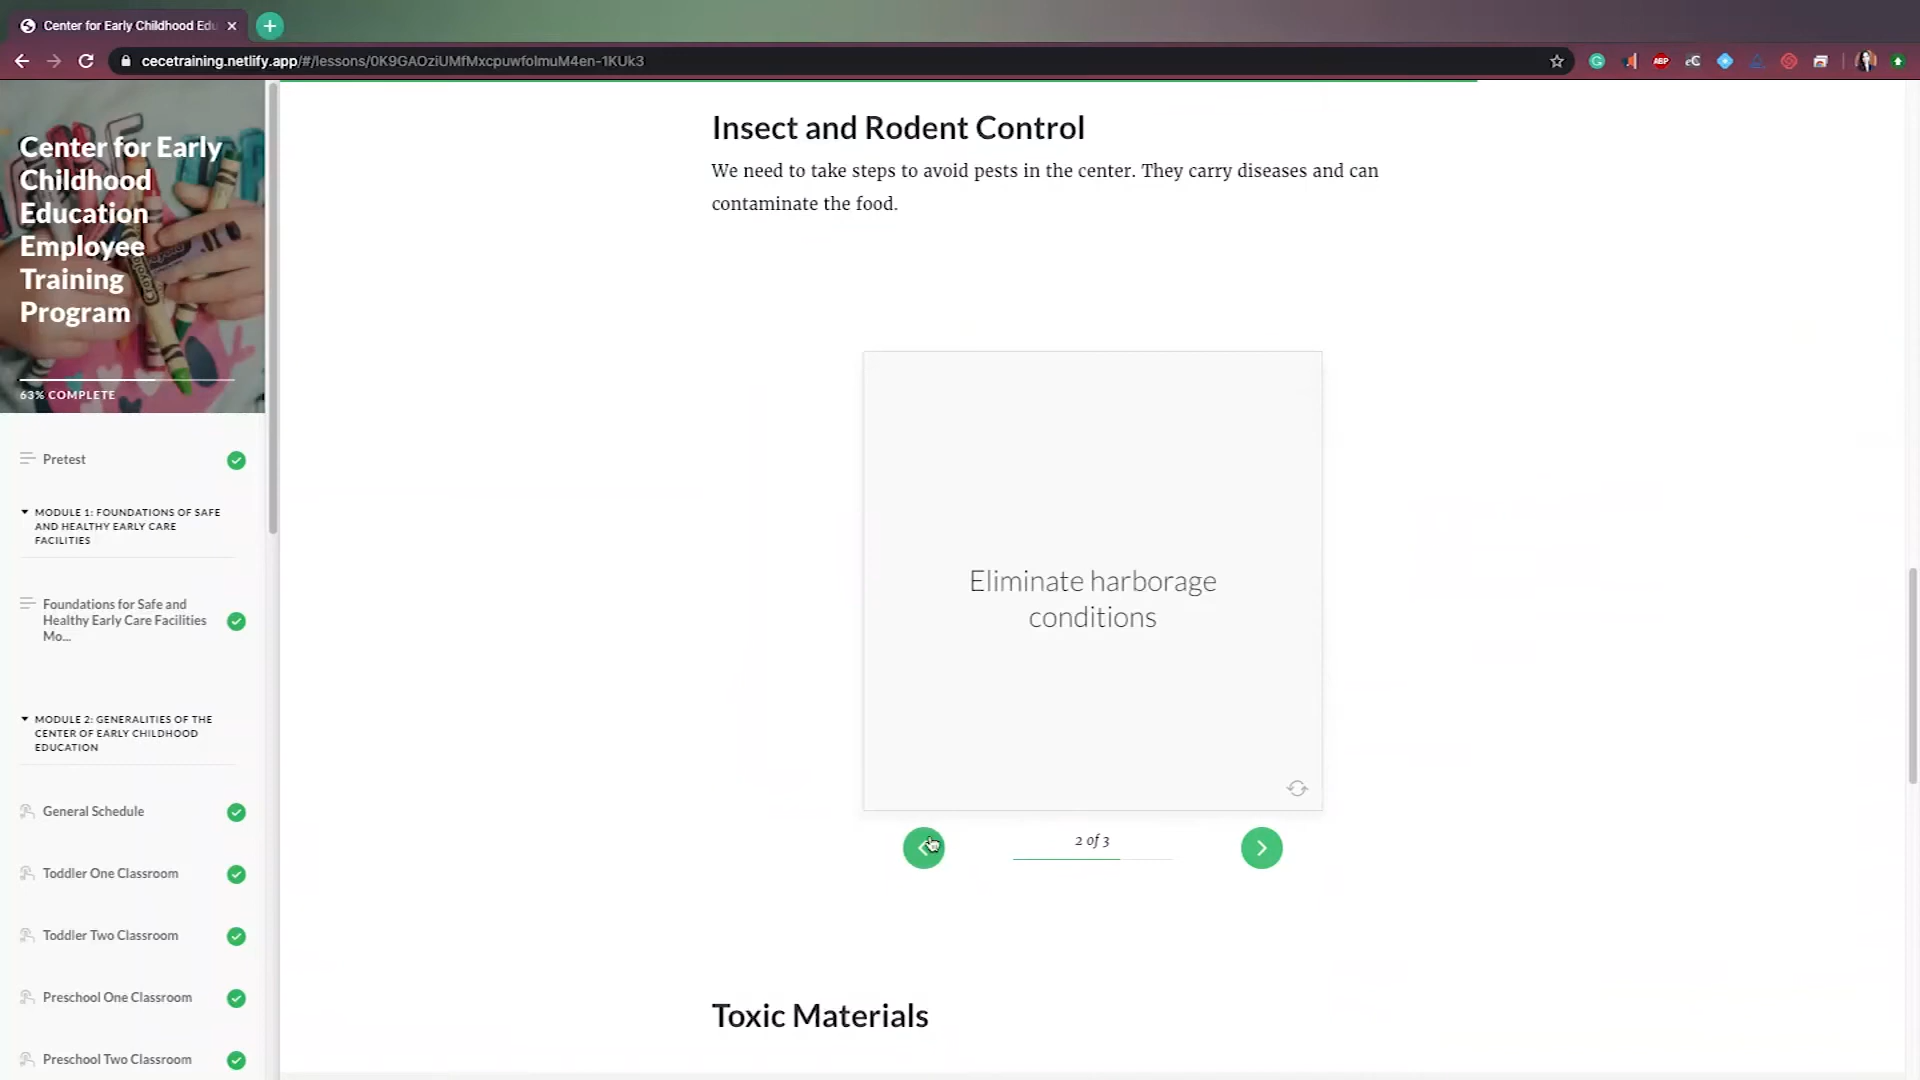 Center for Early Childhood Edu
cecetraining.netlify.app/#/lessons/0K9GAOziUMfMxcpuwfolmuM4en-1KUk3
ABP
Center for Early
Childhood
Education
Employee
Training
Program
63% COMPLETE
Pretest
MODULE 1: FOUNDATIONS OF SAFE
AND HEALTHY EARLY CARE
FACILITIES
Foundations for Safe and
Healthy Early Care Facilities
Mo...
MODULE 2: GENERALITIES OF THE
CENTER OF EARLY CHILDHOOD
EDUCATION
General Schedule
Toddler One Classroom
Toddler Two Classroom
Preschool One Classroom
Preschool Two Classroom
Insect and Rodent Control
We need to take steps to avoid pests in the center. They carry diseases and can
contaminate the food.
Eliminate harborage
conditions
2 of 3
Toxic Materials